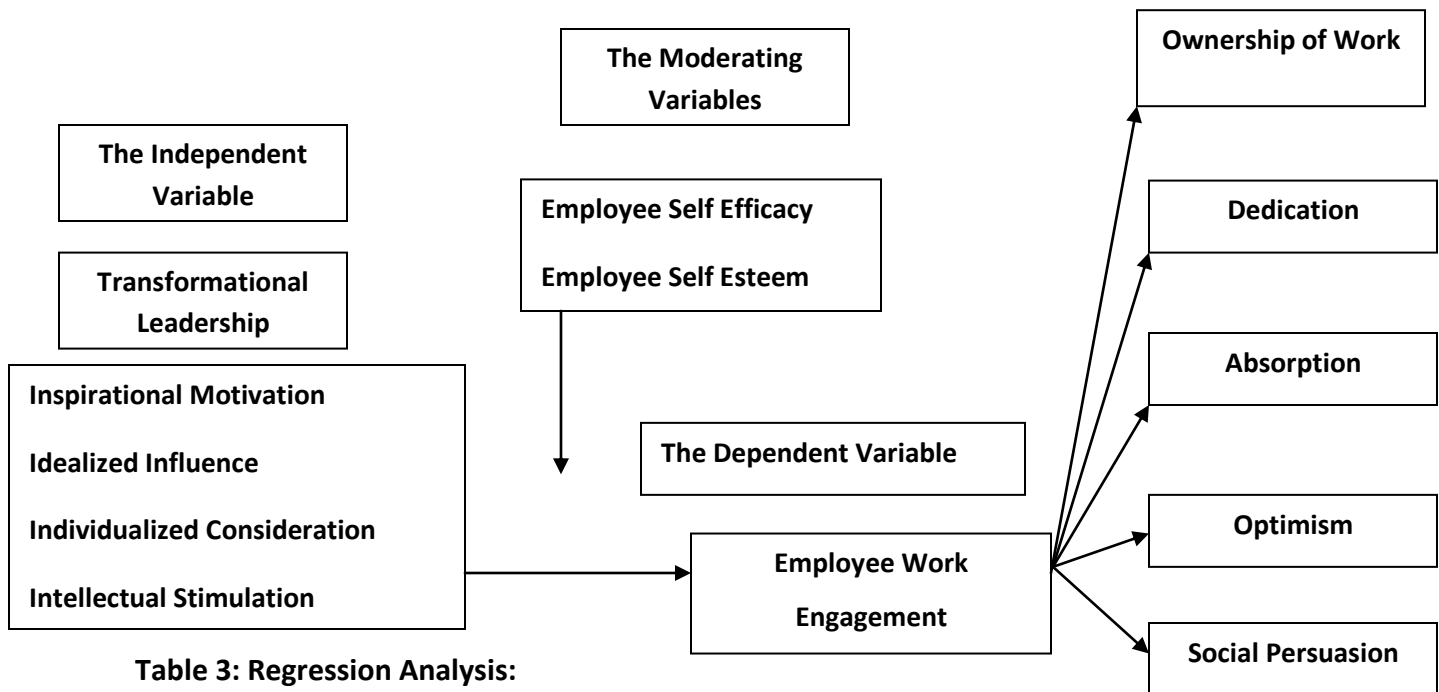 The Independent
Variable
Transformational
Leadership
Inspirational Motivation
Idealized Influence
Individualized Consideration
Intellectual Stimulation
The Moderating
Variables
Employee Self Efficacy
Employee Self Esteem
The Dependent Variable
Employee Work
Engagement
Ownership of Work
Dedication
Absorption
Optimism
Social Persuasion
Table 3: Regression Analysis: